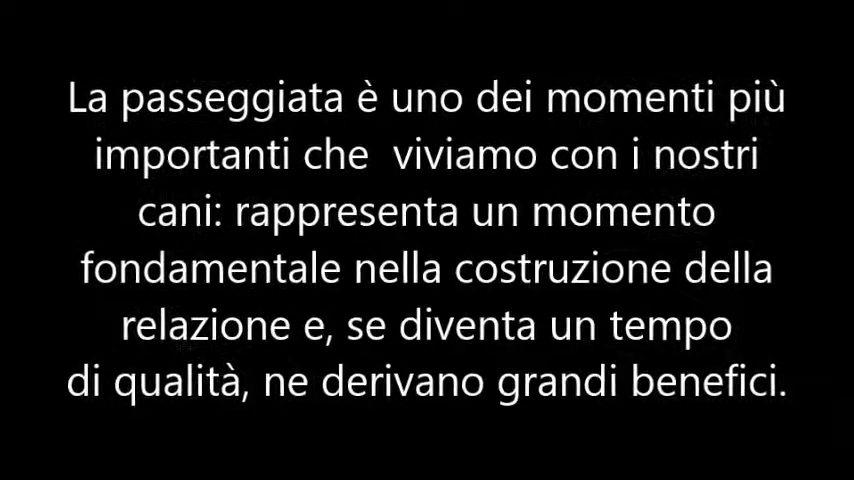 La passeggiata è uno dei momenti più
importanti che  viviamo con i nostri
cani: rappresenta un momento
fondamentale nella costruzione della
relazione e, se diventa un tempo
di qualità, ne derivano grandi benefici.